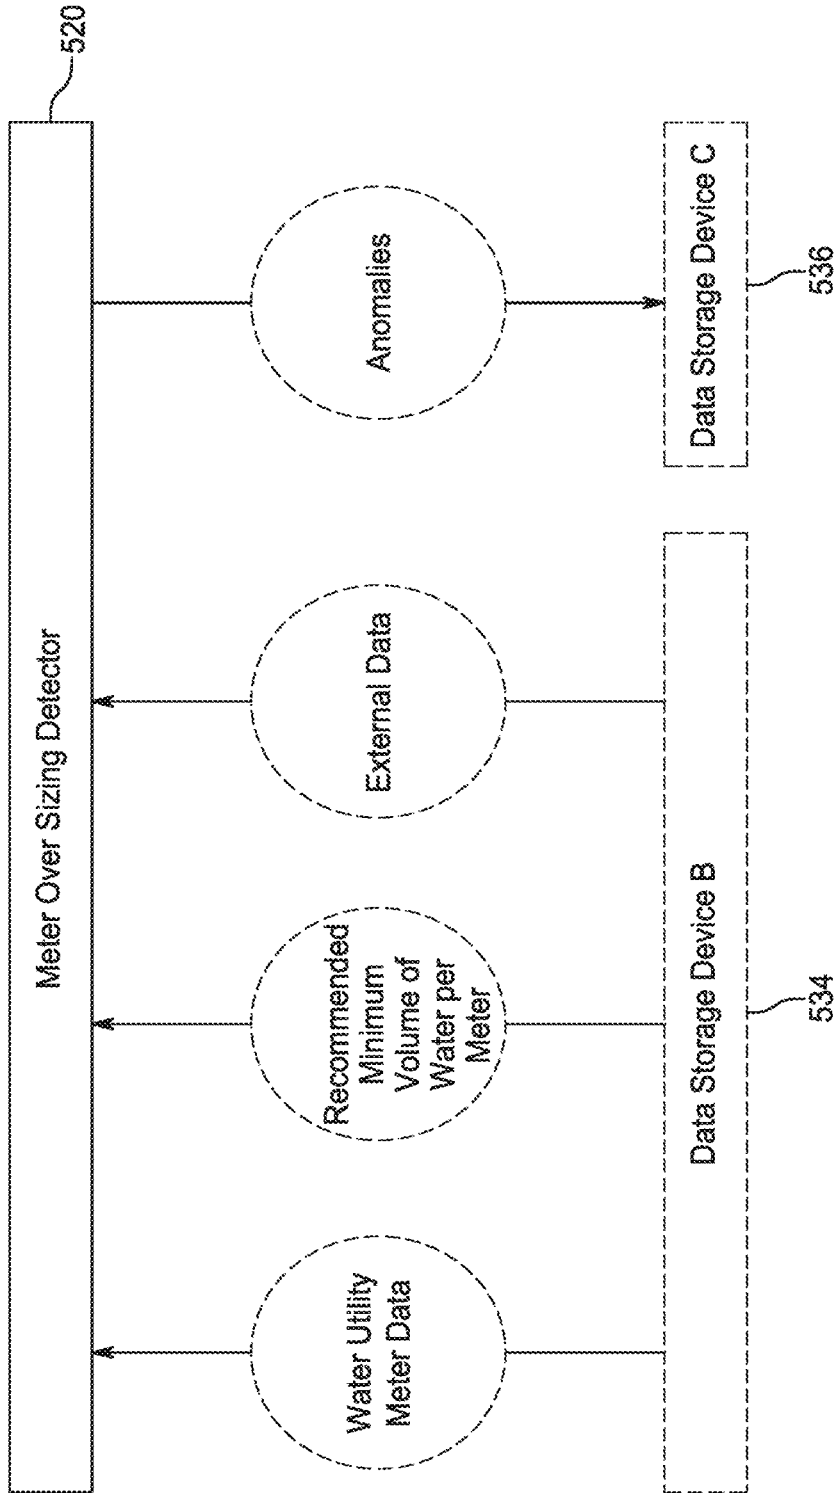 520
Meter Over Sizing Detector
Water Utility
Meter Data
Recommended
Minimum
Volume of
Water per
Meter
External Data
Anomalies
Data Storage Device B
534
Data Storage Device C
536